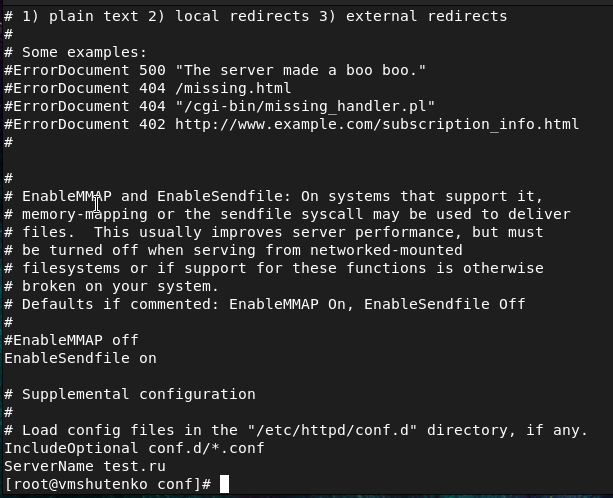 # 1) plain text 2) local redirects 3) external redirects
#
# Some examples:
#ErrorDocument 500 "The server made a boo boo."
#ErrorDocument 404 /missing.html
#ErrorDocument 404 "/cgi-bin/missing_handler.pl"
#ErrorDocument 402 http://www.example.com/subscription_info.html
#
#
# EnableMMAP and EnableSendfile: On systems that support it,
# memory-mapping or the sendfile syscall may be used to deliver
# files.  This usually improves server performance, but must
# be turned off when serving from networked-mounted
# filesystems or if support for these functions is otherwise
# broken on your system.
# Defaults if commented: EnableMMAP On, EnableSendfile Off
#
#EnableMMAP off
EnableSendfile on
# Supplemental configuration
#
# Load config files in the "/etc/httpd/conf.d" directory, if any.
IncludeOptional conf.d/*.conf
ServerName test.ru
[root@vmshutenko conf]#